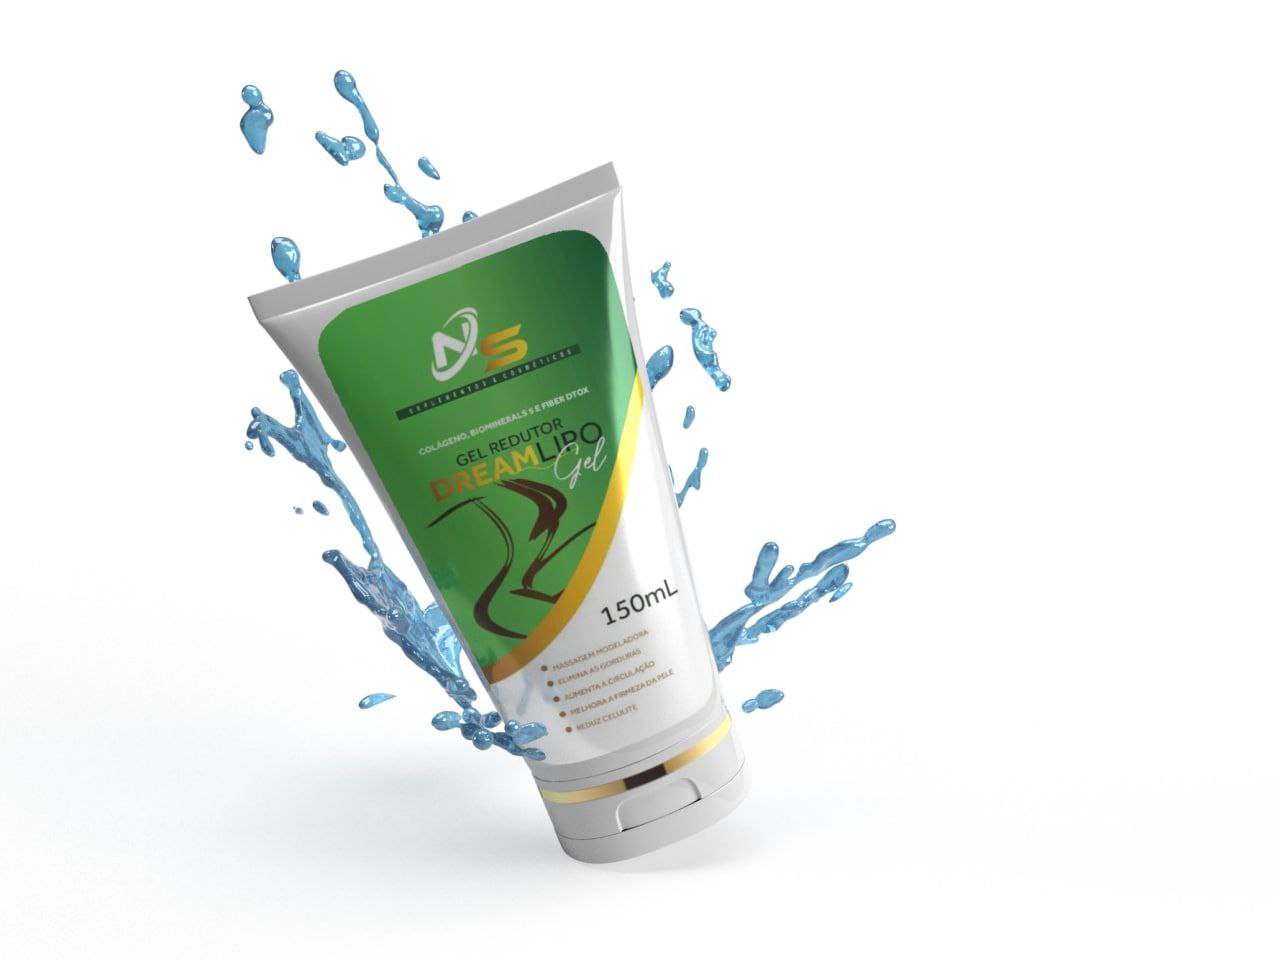 NS
SUPLEMENTOS & COSMÉTICOS
COLÁGENO, BIOMINERALS 5 E FIBER DTOX
GEL REDUTOR
DREAMLIPO
Gel
150mL
MASSAGEM MODELADORA
ELIMINA AS GORDURAS
AUMENTA A CIRCULAÇÃO
MELHORA A FIRMEZA DA PELE
REDUZ CELULITE